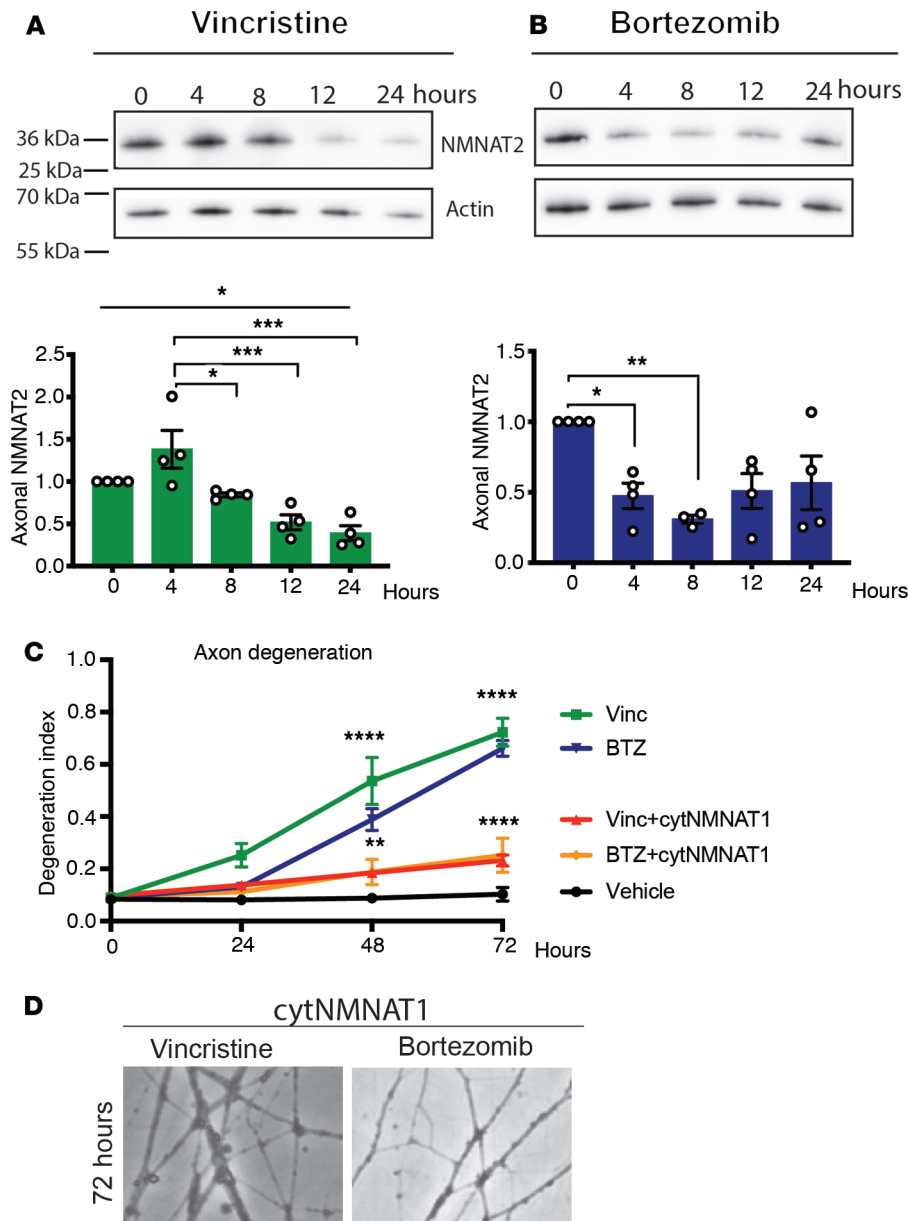 A Vincristine
0 4 8 12 24 hours
36 kDa
NMNAT2
25 kDa
70 kDa
Actin
55 kDa
*
***
***
*
2.5
2.0
1.5
1.0
0.5
0.0
Axonal NMNAT2
0 4 8 12 24 Hours
B Bortezomib
0 4 8 12 24
**
*
1.5
1.0
0.5
0.0
Axonal NMNAT2
0 4 8 12 24 Hours
C Axon degeneration
1.0
0.8
0.6
0.4
0.2
0.0
Degeneration index
0 24 48 72 Hours
****
****
**
****
Vinc
BTZ
Vinc+cytNMNAT1
BTZ+cytNMNAT1
Vehicle
D cytNMNAT1
Vincristine Bortezomib
72 hours